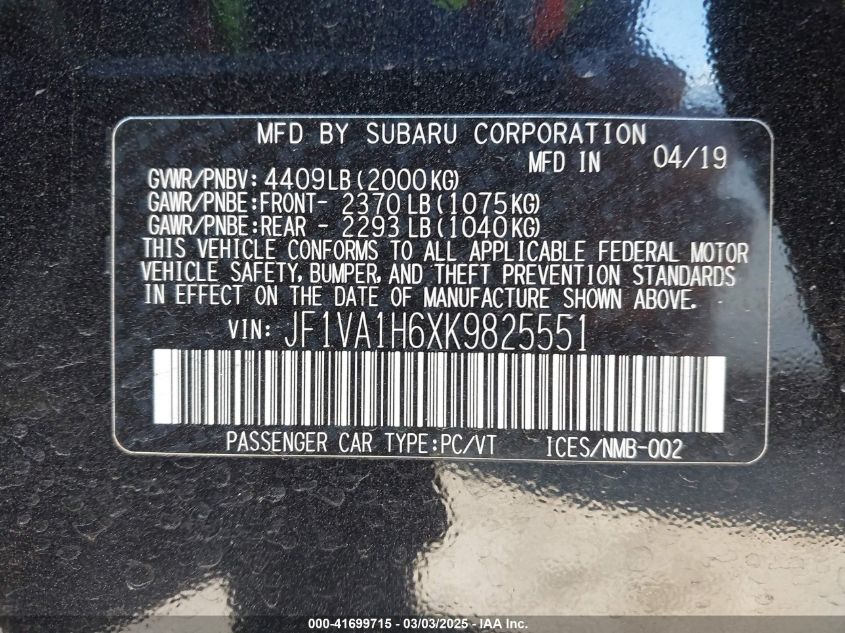 MFD BY SUBARU CORPORATION
MFD IN 04/19
GVWR/PNBV: 4409LB(2000KG)
GAWR/PNBE:FRONT- 2370 LB(1075KG)
GAWR/PNBE:REAR - 2293 LB(1040KG)
THIS VEHICLE CONFORMS TO ALL APPLICABLE FEDERAL MOTOR
VEHICLE SAFETY, BUMPER, AND THEFT PREVENTION STANDARDS
IN EFFECT ON THE DATE OF MANUFACTURE SHOWN ABOVE.
VIN: JF1VA1H6XK9825551
PASSENGER CAR TYPE:PC/VT ICES/NMB-002
000-41699715 - 03/03/2025 - IAA Inc.